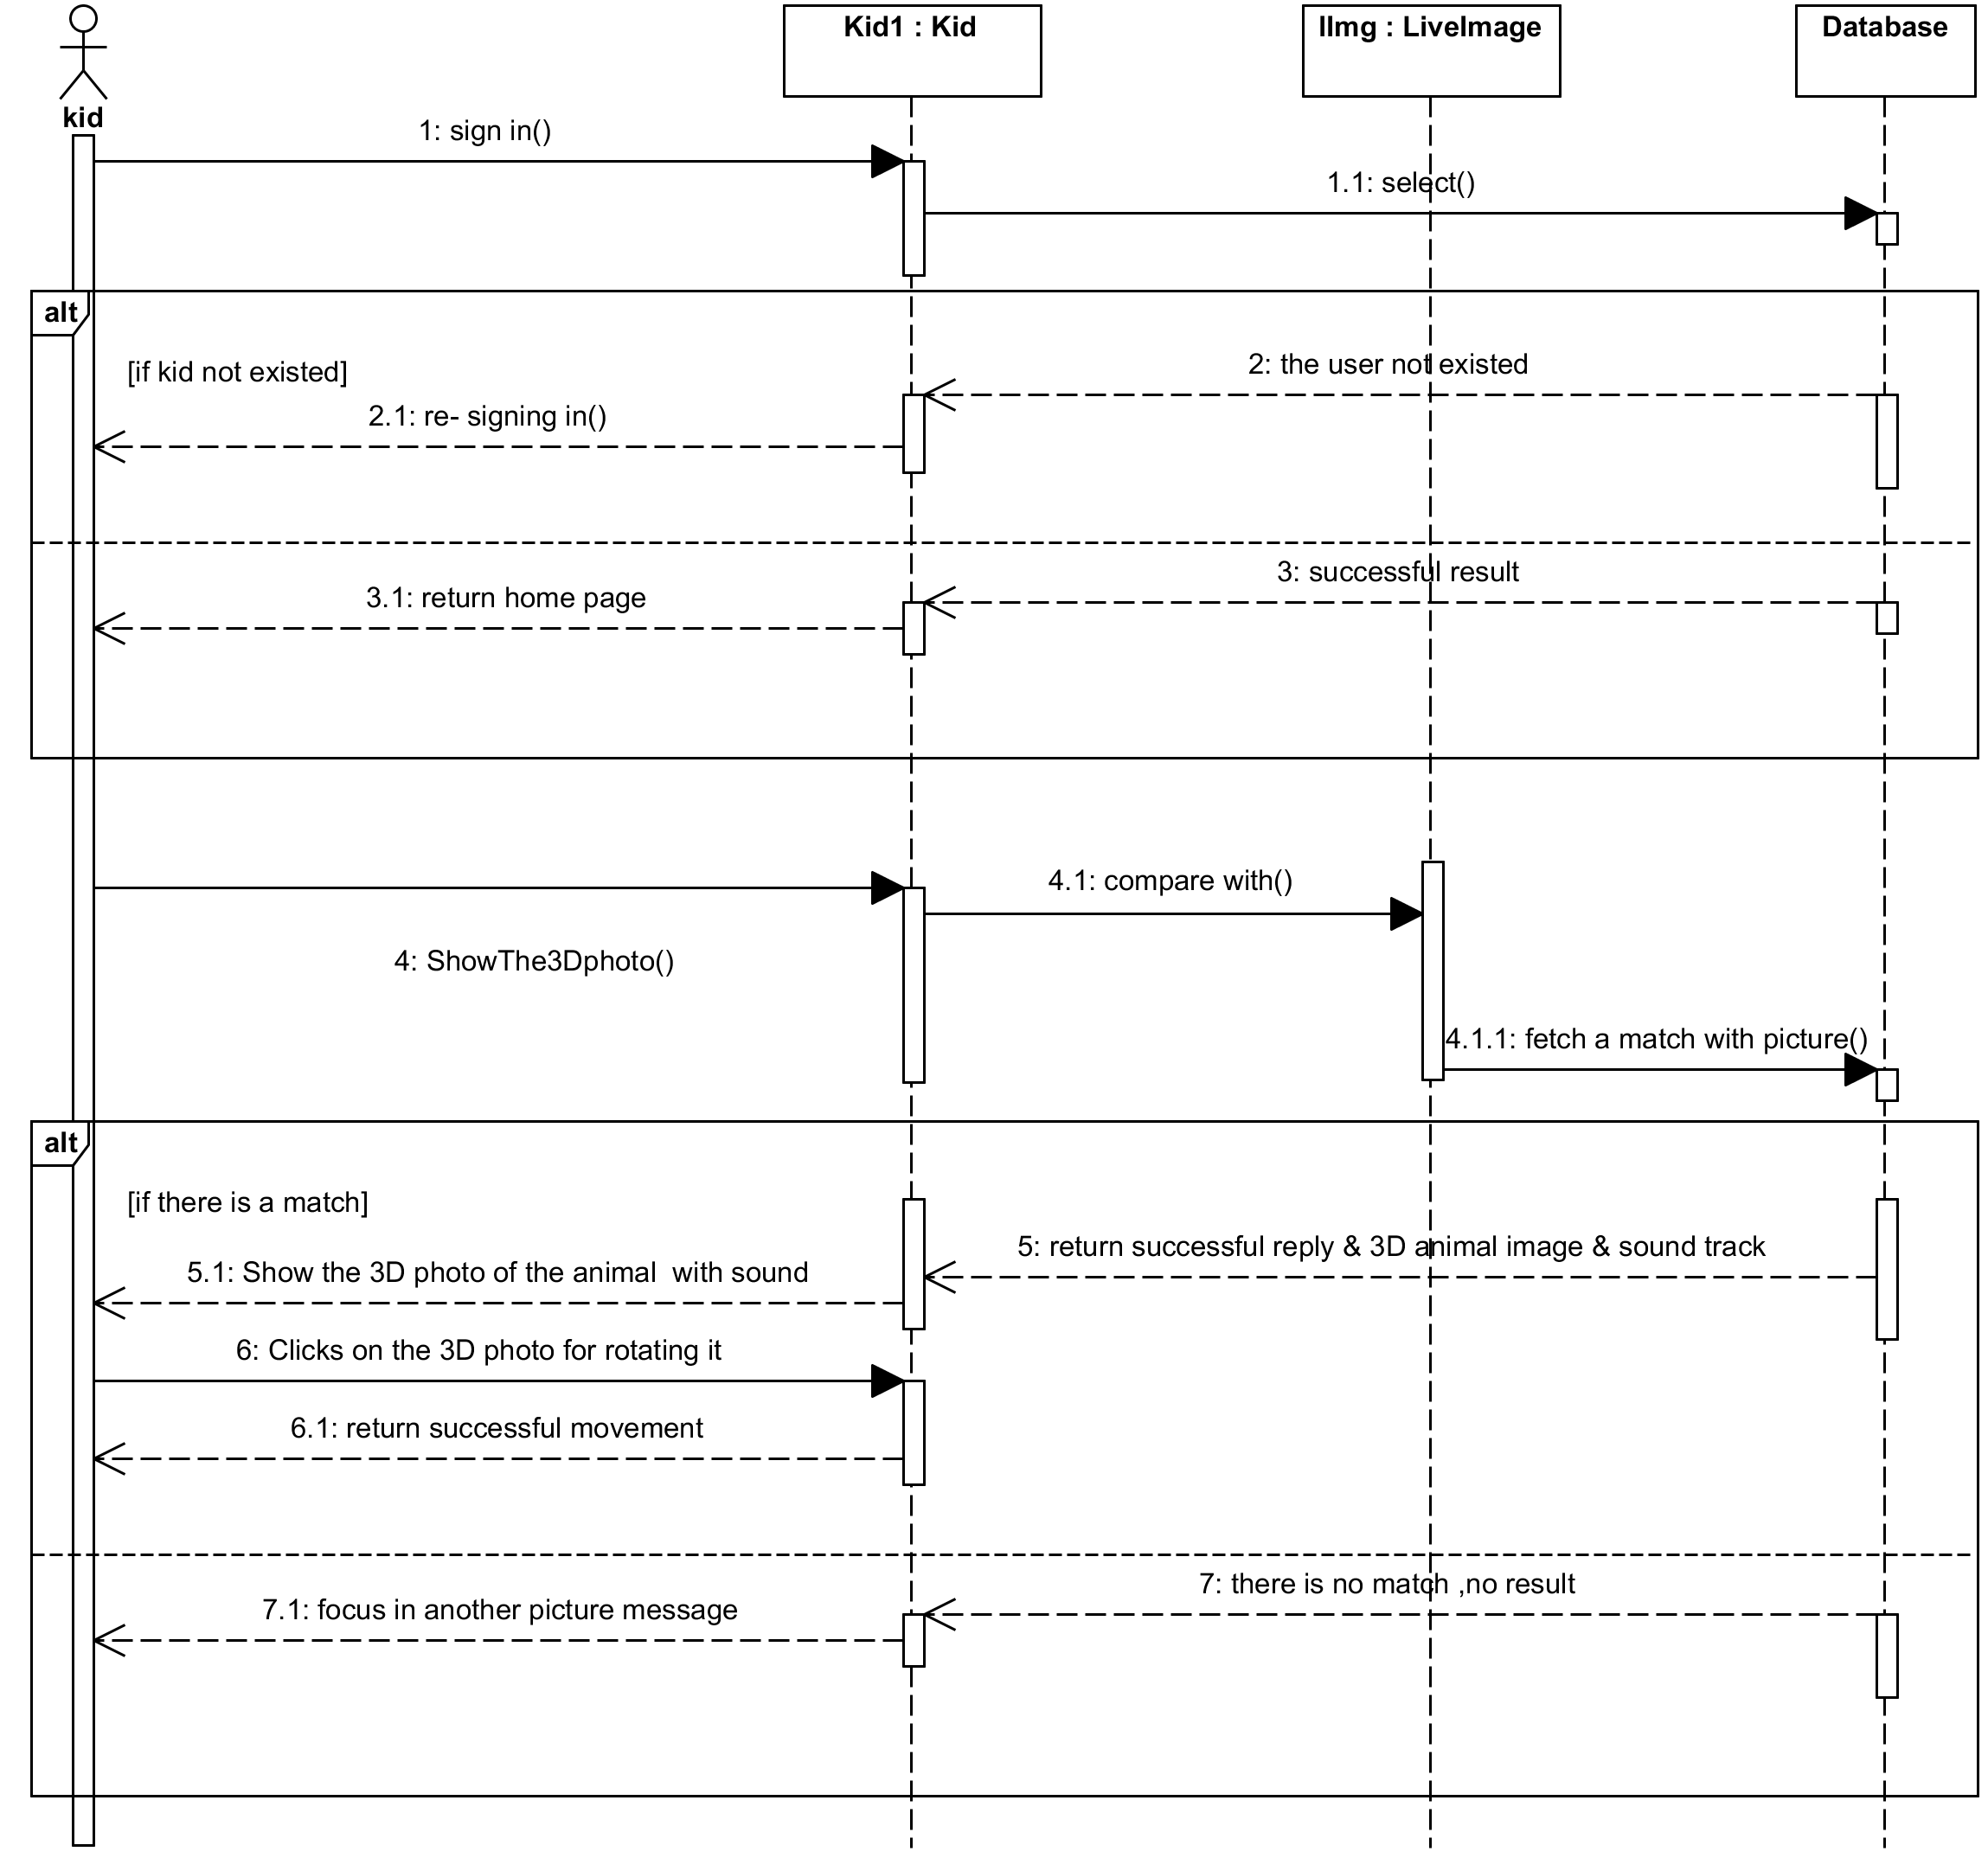 kid
Kid1 : Kid
lImg : LiveImage
Database
1: sign in()
1.1: select()
alt
[if kid not existed]
2: the user not existed
2.1: re- signing in()
3: successful result
3.1: return home page
4.1: compare with()
4: ShowThe3Dphoto()
4.1.1: fetch a match with picture()
alt
[if there is a match]
5: return successful reply & 3D animal image & sound track
5.1: Show the 3D photo of the animal  with sound
6: Clicks on the 3D photo for rotating it
6.1: return successful movement
7: there is no match ,no result
7.1: focus in another picture message